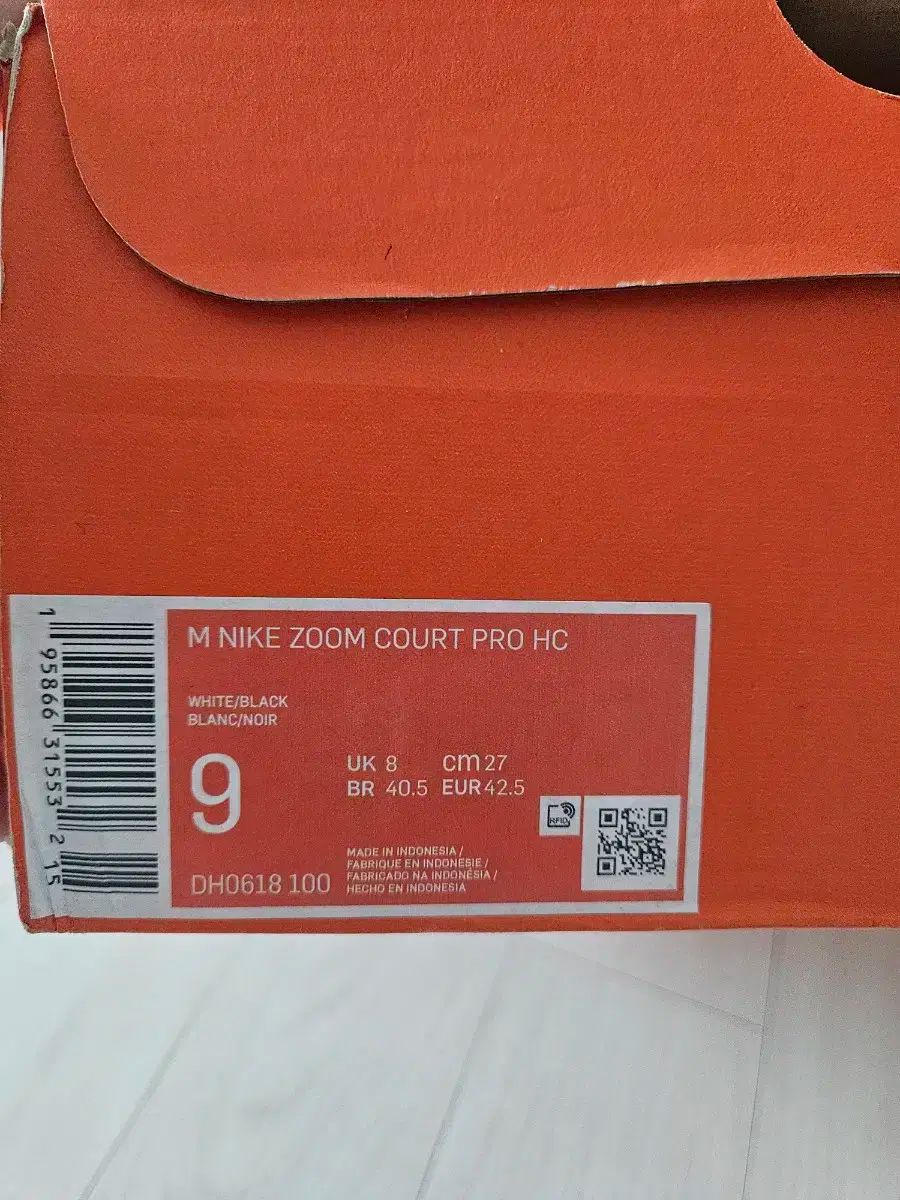 M NIKE ZOOM COURT PRO HC
WHITE/BLACK
BLANC/NOIR
9
UK 8 cm 27
BR 40.5 EUR 42.5
RFID
DH0618 100
MADE IN INDONESIA /
FABRIQUE EN INDONESIE /
FABRICADO NA INDONÉSIA /
HECHO EN INDONESIA
1 95866 31553 2 15